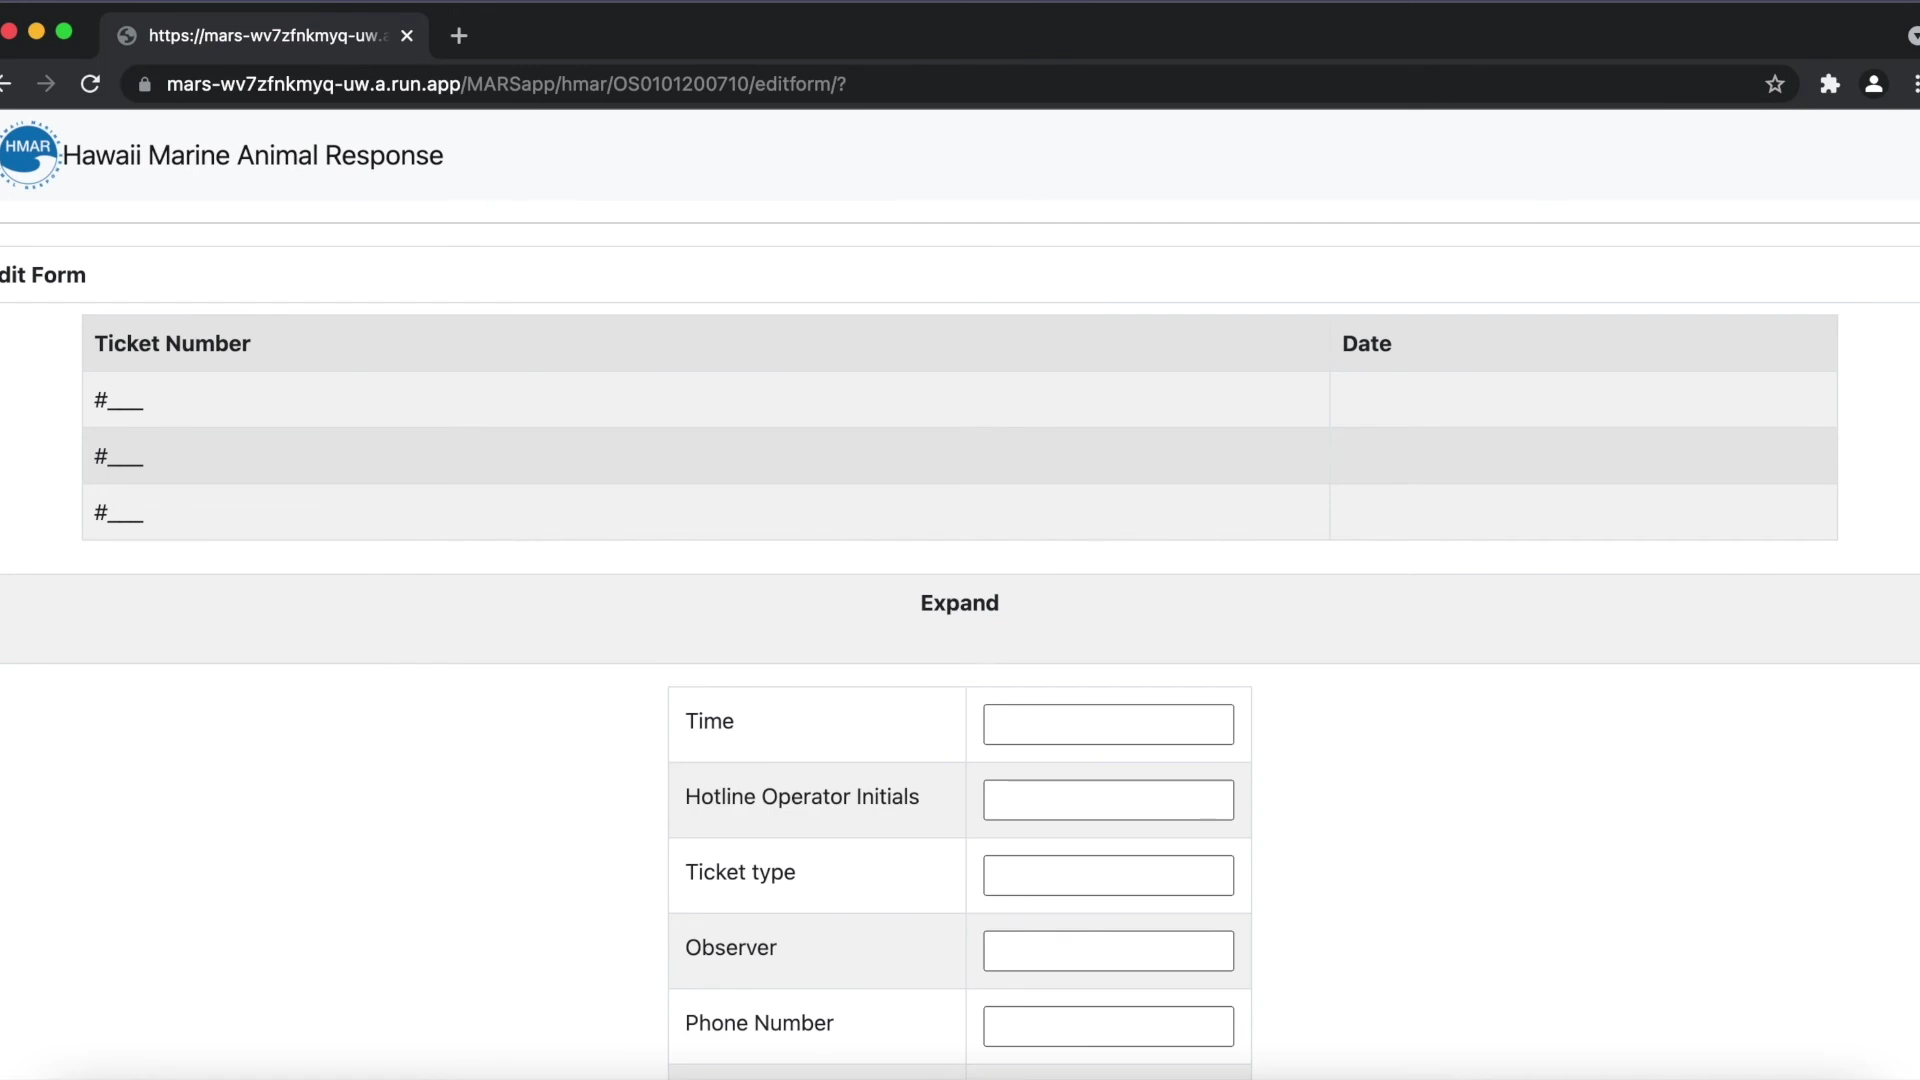 https://mars-wv7zfnkmyq-uw.a
mars-wv7zfnkmyq-uw.a.run.app/MARSapp/hmar/OS0101200710/editform/?
HMAR
Hawaii Marine Animal Response
dit Form
Ticket Number Date
#___
#___
#___
Expand
Time
Hotline Operator Initials
Ticket type
Observer
Phone Number